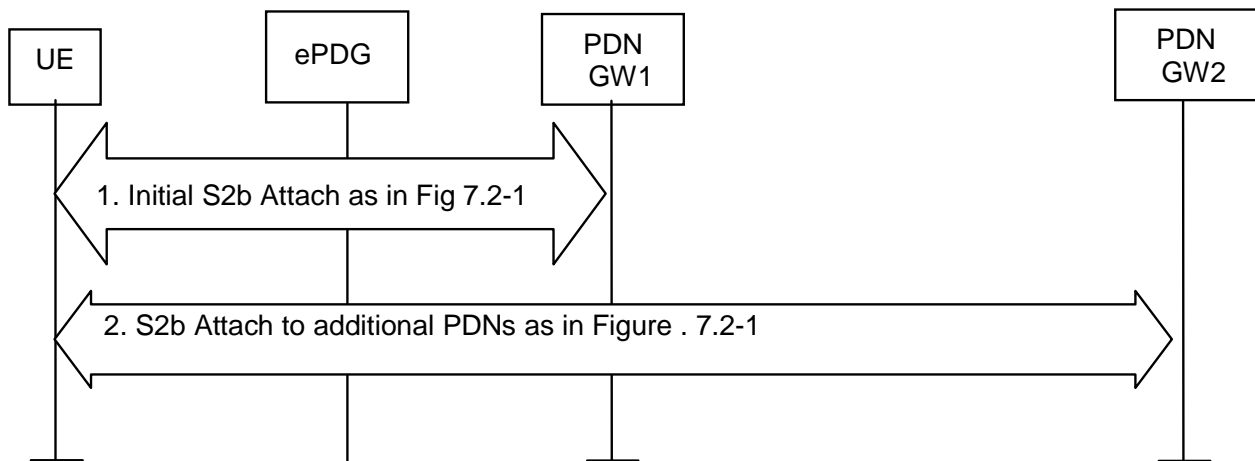 UE
ePDG
PDN
GW1
PDN
GW2
1. Initial S2b Attach as in Fig 7.2-1
2. S2b Attach to additional PDNs as in Figure . 7.2-1